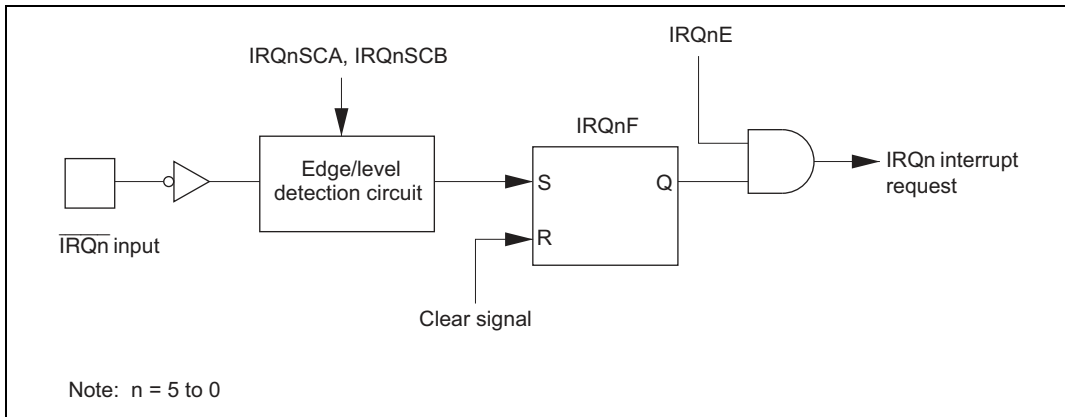 IRQnE
IRQnSCA, IRQnSCB
IRQnF
Edge/level
detection circuit
S
Q
IRQn interrupt
request
R
IRQn input
Clear signal
Note: n = 5 to 0